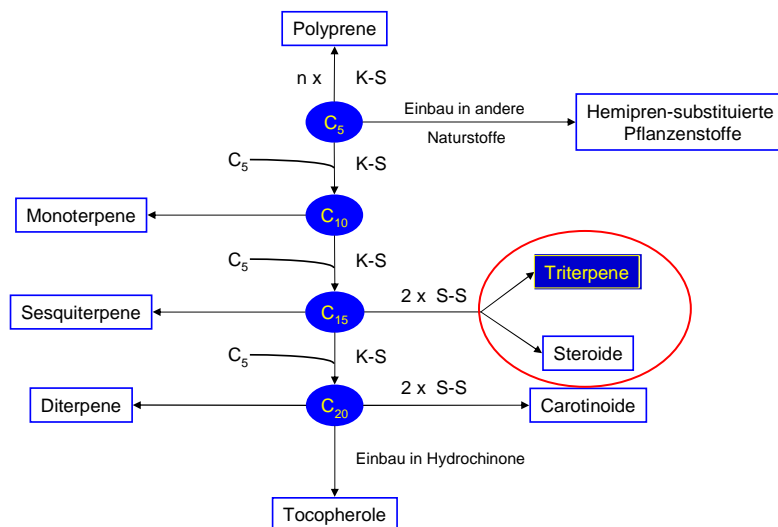 Polyprene
n x K-S
C₅
Einbau in andere
Naturstoffe
Hemipren-substituierte
Pflanzenstoffe
C₅ K-S
Monoterpene
C₁₀
C₅ K-S
Triterpene
Sesquiterpene
C₁₅
2 x S-S
Steroide
C₅ K-S
Diterpene
C₂₀
2 x S-S
Carotinoide
Einbau in Hydrochinone
Tocopherole